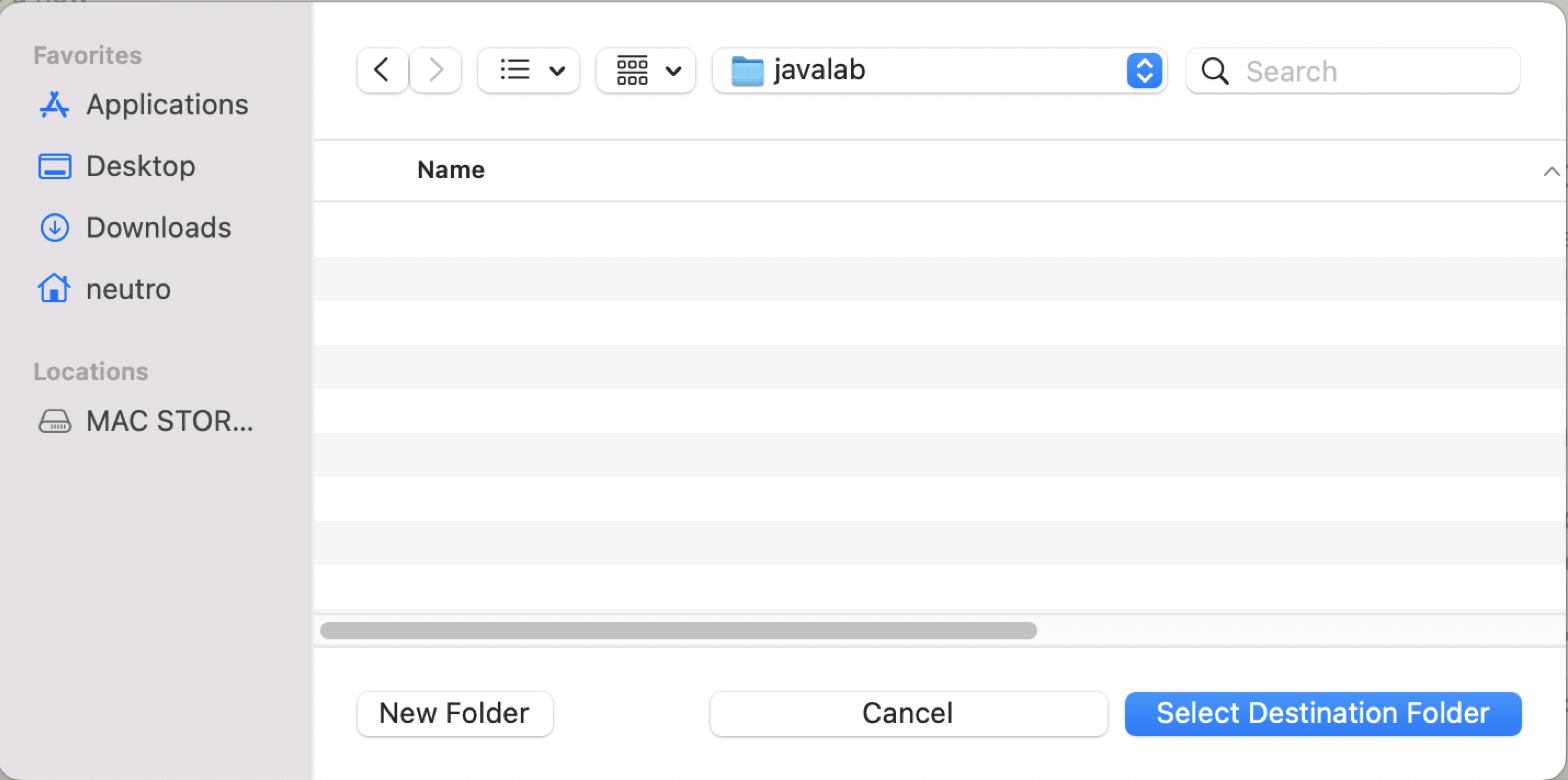 Favorites
Applications
Desktop
Downloads
neutro
Locations
MAC STOR...
javalab
Search
Name
New Folder
Cancel
Select Destination Folder